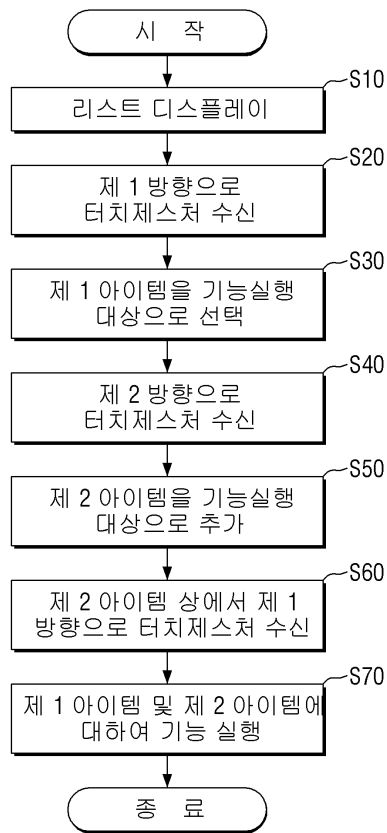 시 작
S10
리스트 디스플레이
S20
제 1 방향으로
터치제스처 수신
S30
제 1 아이템을 기능실행
대상으로 선택
S40
제 2 방향으로
터치제스처 수신
S50
제 2 아이템을 기능실행
대상으로 추가
S60
제 2 아이템 상에서 제 1
방향으로 터치제스처 수신
S70
제 1 아이템 및 제 2 아이템에
대하여 기능 실행
종 료